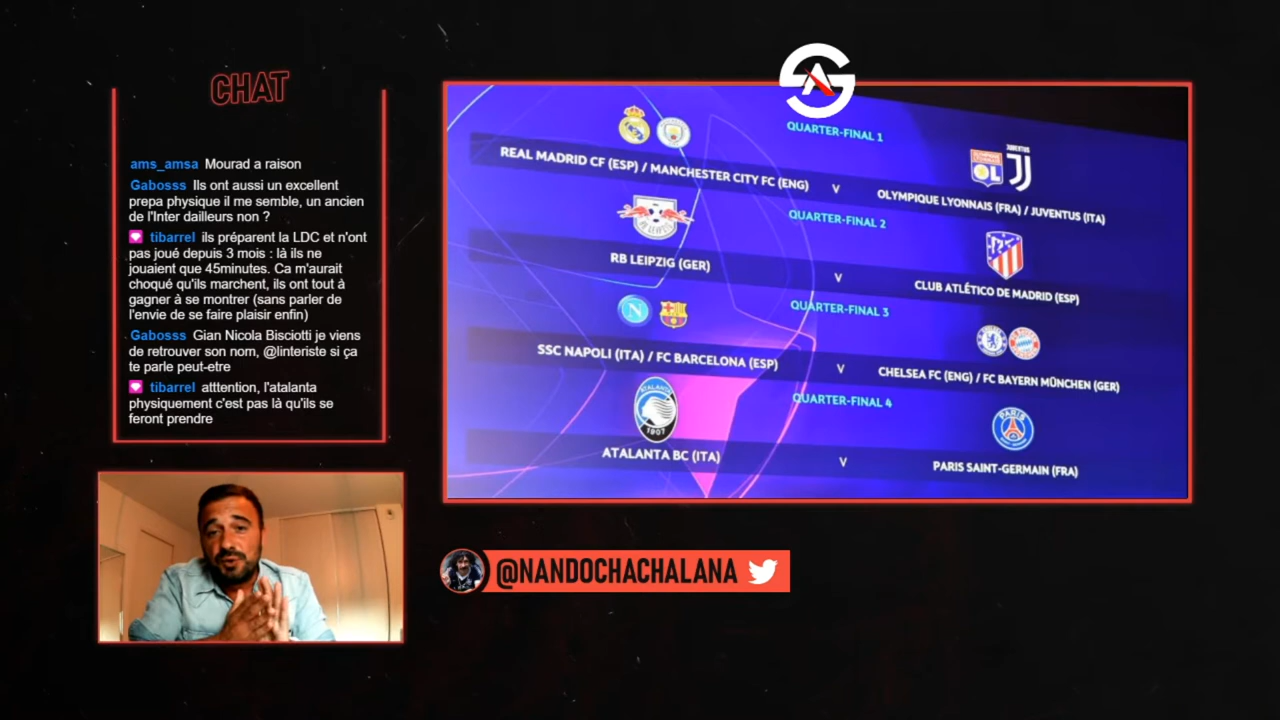 CHAT
ams_amsa Mourad a raison
Gabosss Ils ont aussi un excellent
prepa physique il me semble, un ancien
de l'Inter dailleurs non ?
tibarrel ils préparent la LDC et n'ont
pas joué depuis 3 mois : là ils ne
jouaient que 45minutes. Ca m'aurait
choqué qu'ils marchent, ils ont tout à
gagner à se montrer (sans parler de
l'envie de se faire plaisir enfin)
Gabosss Gian Nicola Bisciotti je viens
de retrouver son nom, @linteriste si ça
te parle peut-etre
tibarrel atttention, l'atalanta
physiquement c'est pas là qu'ils se
feront prendre
QUARTER-FINAL 1
OL
JUVENTUS
REAL MADRID CF (ESP) / MANCHESTER CITY FC (ENG) V OLYMPIQUE LYONNAIS (FRA) / JUVENTUS (ITA)
QUARTER-FINAL 2
RB LEIPZIG (GER) V CLUB ATLÉTICO DE MADRID (ESP)
QUARTER-FINAL 3
N
SSC NAPOLI (ITA) / FC BARCELONA (ESP) V CHELSEA FC (ENG) / FC BAYERN MÜNCHEN (GER)
QUARTER-FINAL 4
ATALANTA
1907
PARIS
ATALANTA BC (ITA) V PARIS SAINT-GERMAIN (FRA)
@NANDOCHACHALANA